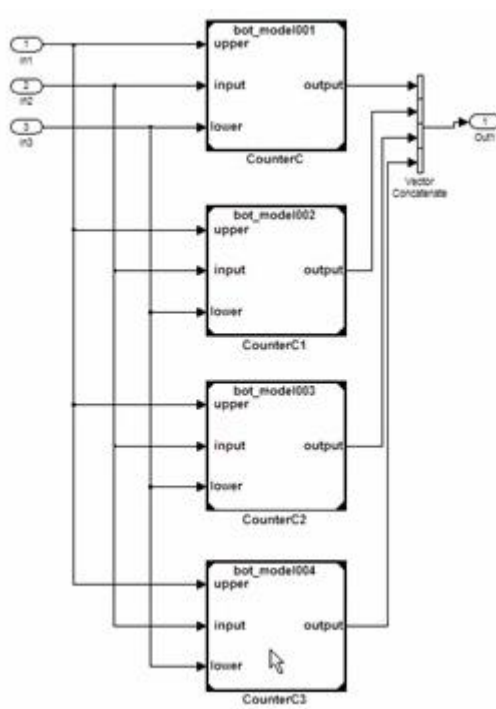 bot_model001
1
upper
In1
2
input
output
In2
3
lower
1
In3
Out1
CounterC
Vector
Concatenate
bot_model002
upper
input
output
lower
CounterC1
bot_model003
upper
input
output
lower
CounterC2
bot_model004
upper
input
output
lower
CounterC3